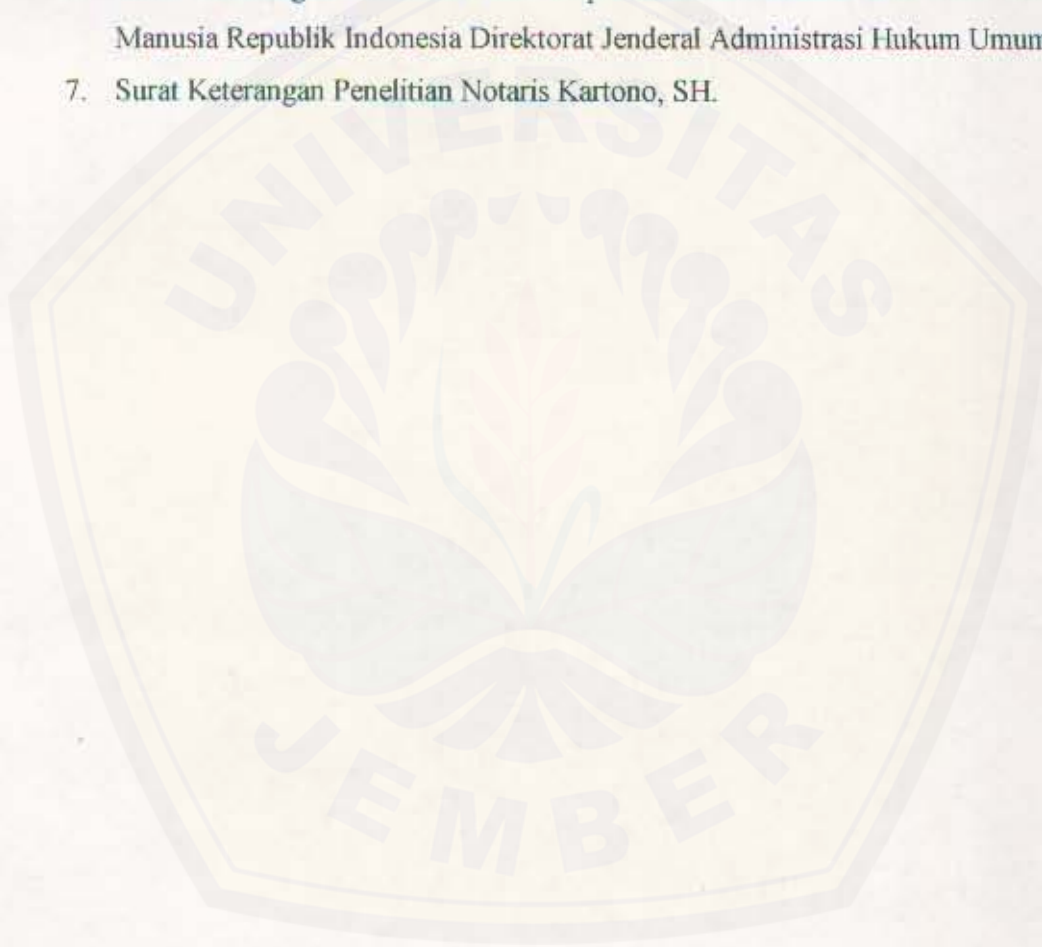 Manusia Republik Indonesia Direktorat Jenderal Administrasi Hukum Umum
7. Surat Keterangan Penelitian Notaris Kartono, SH.
UNIVERSITAS
JEMBER